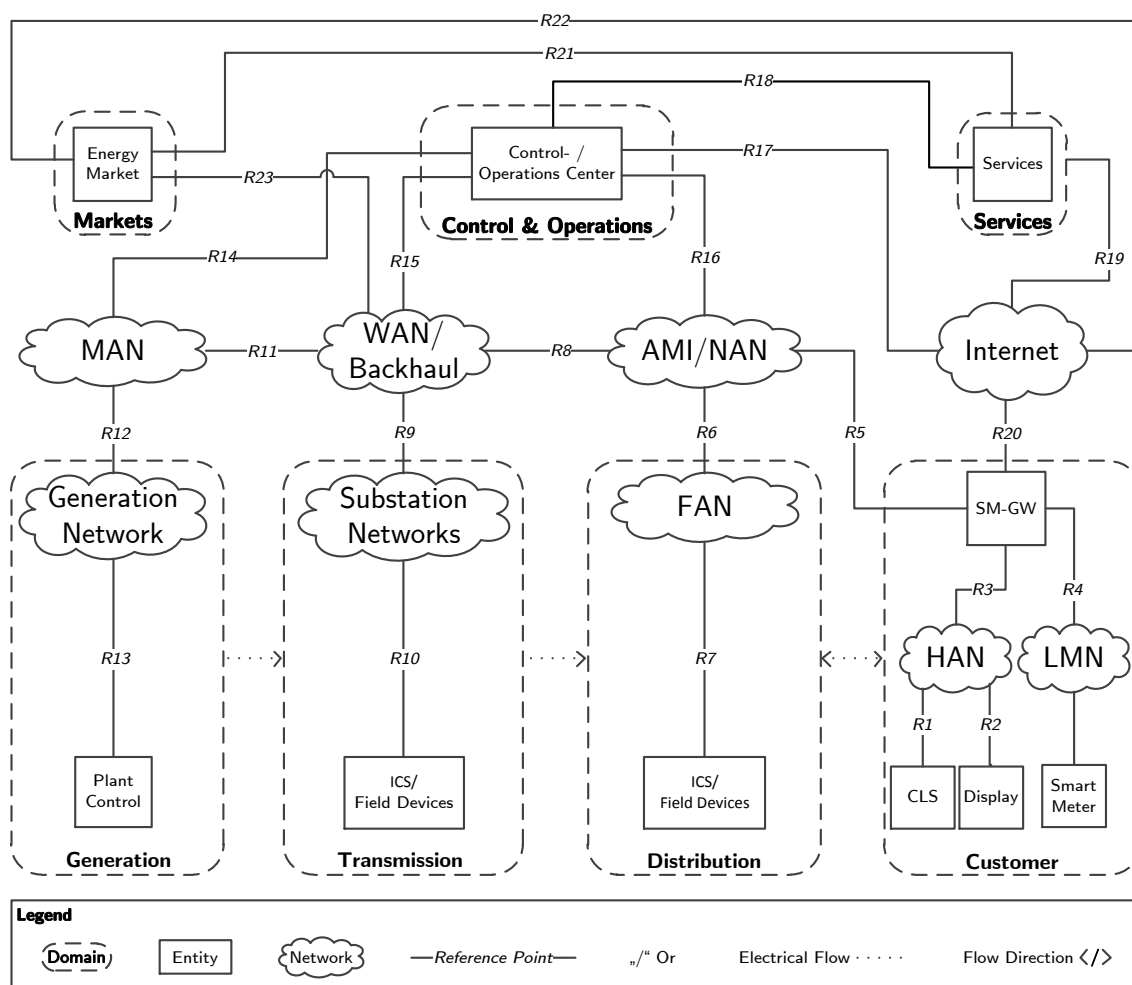 R22
R21
R18
Energy
Market
Markets
R23
Control- /
Operations Center
Control & Operations
R17
Services
Services
R14
R15
R16
R19
MAN
R11
WAN/
Backhaul
R8
AMI/NAN
Internet
R12
R9
R6
R5
R20
Generation
Network
Substation
Networks
FAN
SM-GW
R3
R4
R13
R10
R7
HAN
LMN
R1
R2
Plant
Control
ICS/
Field Devices
ICS/
Field Devices
CLS
Display
Smart
Meter
Generation
Transmission
Distribution
Customer
Legend
Domain
Entity
Network
Reference Point
„/“ Or
Electrical Flow
Flow Direction </>